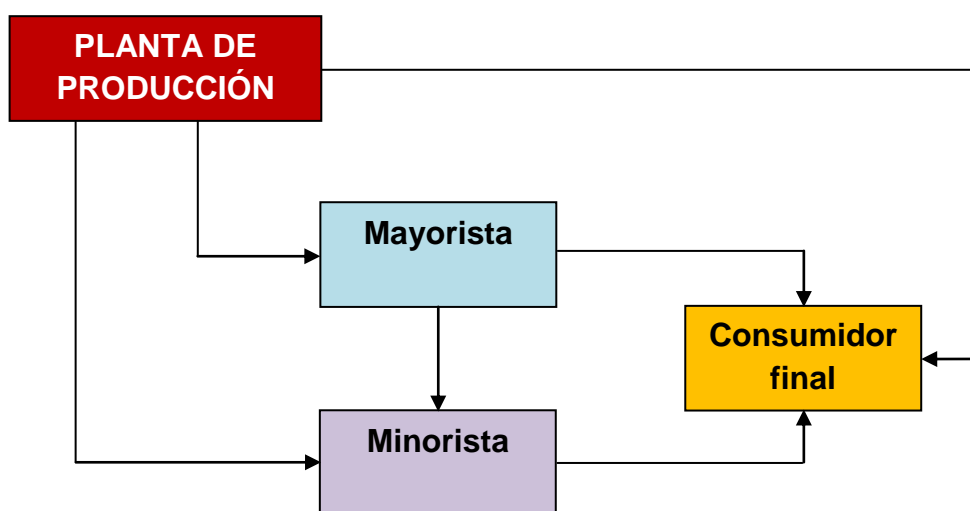 PLANTA DE
PRODUCCIÓN
Mayorista
Consumidor
final
Minorista